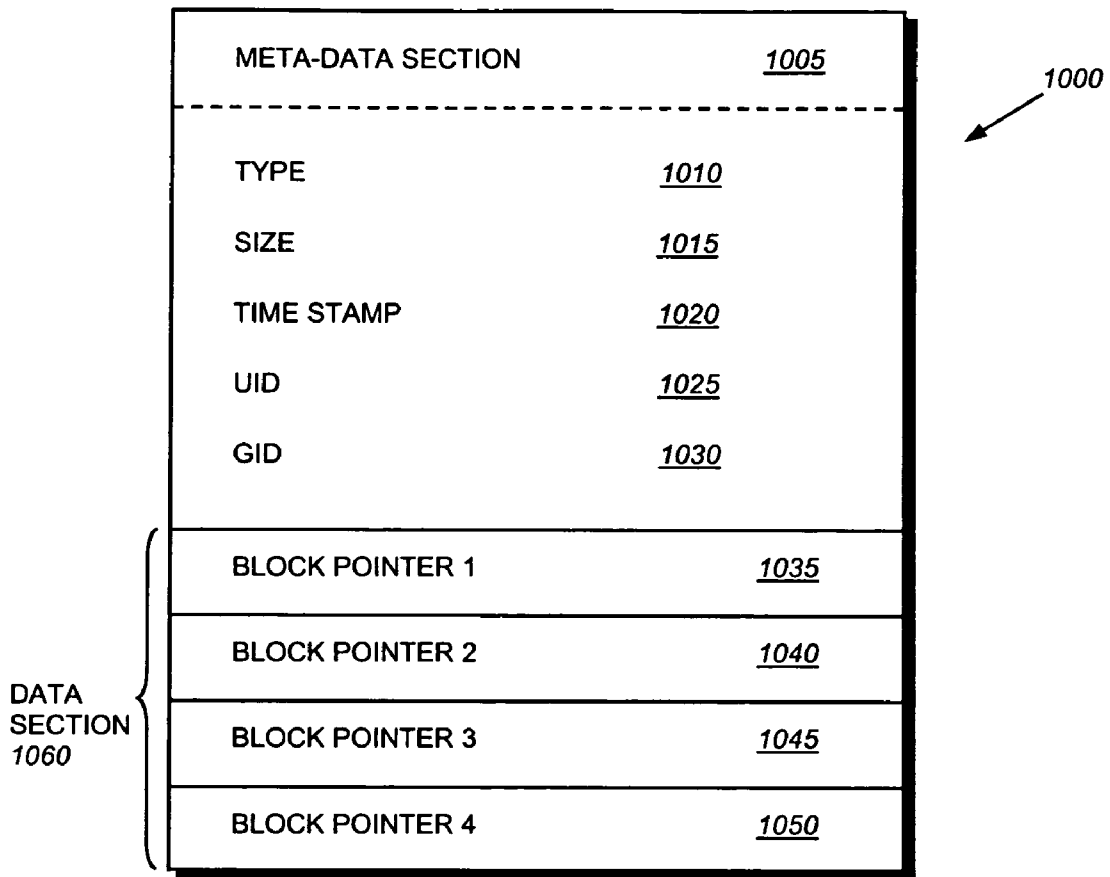 META-DATA SECTION 1005
1000
TYPE 1010
SIZE 1015
TIME STAMP 1020
UID 1025
GID 1030
BLOCK POINTER 1 1035
BLOCK POINTER 2 1040
DATA
SECTION
1060
BLOCK POINTER 3 1045
BLOCK POINTER 4 1050